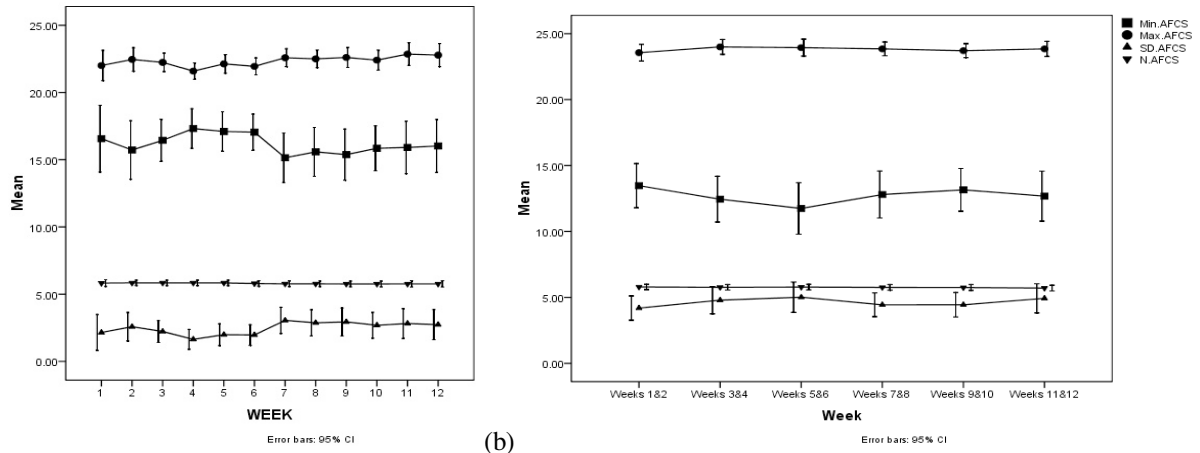 25.00
20.00
15.00
10.00
5.00
0.00
Mean
1 2 3 4 5 6 7 8 9 10 11 12
WEEK
Error bars: 95% CI
(b)
25.00
20.00
15.00
10.00
5.00
0.00
Mean
Weeks 1&2 Weeks 3&4 Weeks 5&6 Weeks 7&8 Weeks 9&10 Weeks 11&12
Week
Error bars: 95% CI
Min.AFCS
Max.AFCS
SD.AFCS
N.AFCS